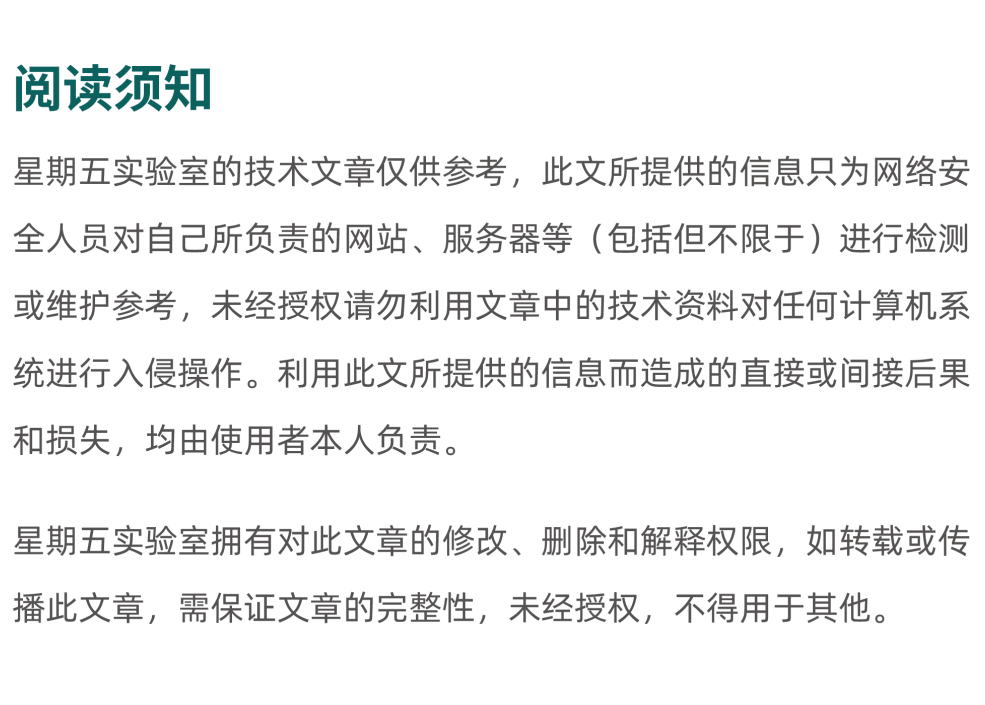 阅读须知
星期五实验室的技术文章仅供参考，此文所提供的信息只为网络安
全人员对自己所负责的网站、服务器等（包括但不限于）进行检测
或维护参考，未经授权请勿利用文章中的技术资料对任何计算机系
统进行入侵操作。利用此文所提供的信息而造成的直接或间接后果
和损失，均由使用者本人负责。
星期五实验室拥有对此文章的修改、删除和解释权限，如转载或传
播此文章，需保证文章的完整性，未经授权，不得用于其他。